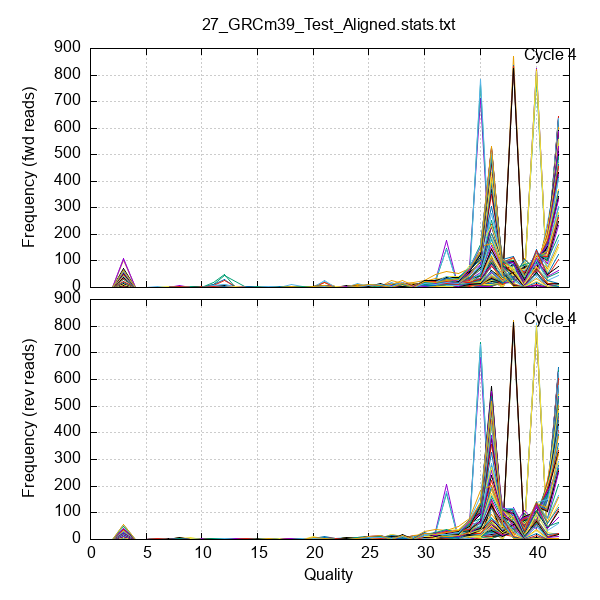 27_GRCm39_Test_Aligned.stats.txt
900
800
700
600
500
400
300
200
100
0
Frequency (fwd reads)
Cycle 4
900
800
700
600
500
400
300
200
100
0
Frequency (rev reads)
Cycle 4
0 5 10 15 20 25 30 35 40
Quality